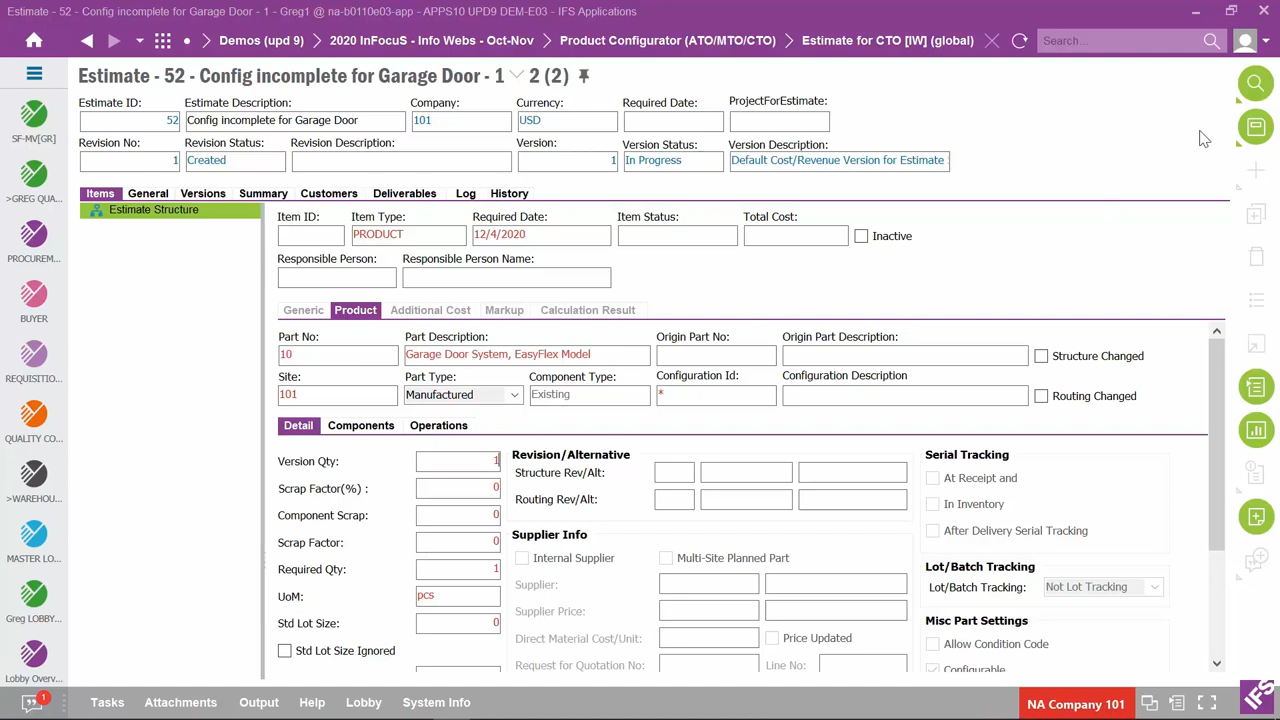 Estimate - 52 - Config incomplete for Garage Door - Greg1 @ na-b0110e03-app - APPS10 UPD9 DEM-E03 - IFS Applications
Demos (upd 9) 2020 InFocuS - Info Webs - Oct-Nov Product Configurator (ATO/MTO/CTO) Estimate for CTO [IW] (global) Search...
Estimate - 52 - Config incomplete for Garage Door - 1 2 (2)
Estimate ID: Estimate Description: Company: Currency: Required Date: ProjectForEstimate:
52 Config incomplete for Garage Door 101 USD
Revision No: Revision Status: Revision Description: Version: Version Status: Version Description:
1 Created 1 In Progress Default Cost/Revenue Version for Estimate
Items General Versions Summary Customers Deliverables Log History
Estimate Structure
Item ID: Item Type: Required Date: Item Status: Total Cost:
PRODUCT 12/4/2020 Inactive
Responsible Person: Responsible Person Name:
Generic Product Additional Cost Markup Calculation Result
Part No: Part Description: Origin Part No: Origin Part Description:
10 Garage Door System, EasyFlex Model Structure Changed
Site: Part Type: Component Type: Configuration Id: Configuration Description
101 Manufactured Existing * Routing Changed
Detail Components Operations
Version Qty: 1
Scrap Factor(%) : 0
Component Scrap: 0
Scrap Factor: 0
Required Qty: 1
UoM: pcs
Std Lot Size: 0
Std Lot Size Ignored
Revision/Alternative
Structure Rev/Alt:
Routing Rev/Alt:
Supplier Info
Internal Supplier Multi-Site Planned Part
Supplier:
Supplier Price:
Direct Material Cost/Unit: Price Updated
Request for Quotation No: Line No:
Serial Tracking
At Receipt and
In Inventory
After Delivery Serial Tracking
Lot/Batch Tracking
Lot/Batch Tracking: Not Lot Tracking
Misc Part Settings
Allow Condition Code
Configurable
SF-MV[GR]
>GREG QUA...
PROCUREM...
BUYER
REQUISITIO...
QUALITY CO...
>WAREHOU...
MASTER LO...
Greg LOBBY...
Lobby Overv...
1 Tasks Attachments Output Help Lobby System Info NA Company 101 IFS